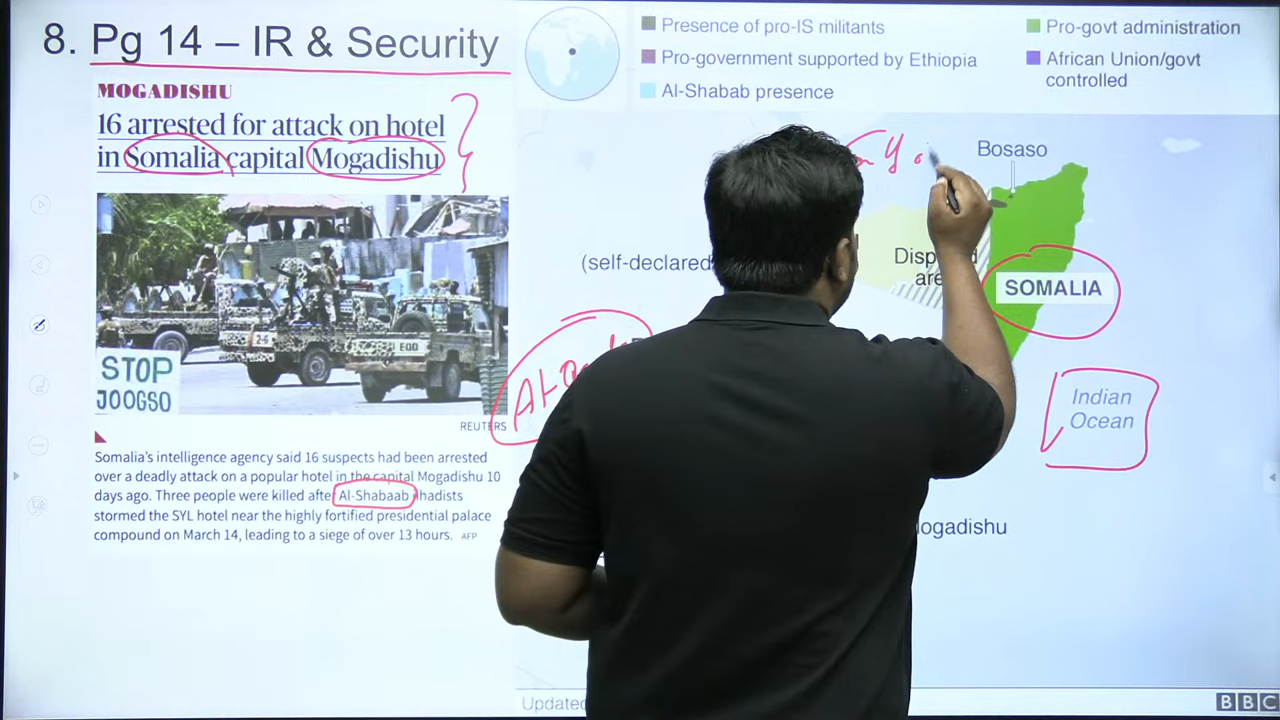 8. Pg 14 – IR & Security
MOGADISHU
16 arrested for attack on hotel
in Somalia capital Mogadishu
2-6
EOD
STOP
JOOGSO
REUTERS
Somalia's intelligence agency said 16 suspects had been arrested
over a deadly attack on a popular hotel in the capital Mogadishu 10
days ago. Three people were killed after Al-Shabaab jihadists
stormed the SYL hotel near the highly fortified presidential palace
compound on March 14, leading to a siege of over 13 hours. AFP
Presence of pro-IS militants
Pro-government supported by Ethiopia
Al-Shabab presence
Pro-govt administration
African Union/govt
controlled
Bosaso
(self-declared
SOMALIA
Indian
Ocean
Mogadishu
Updated
BBC